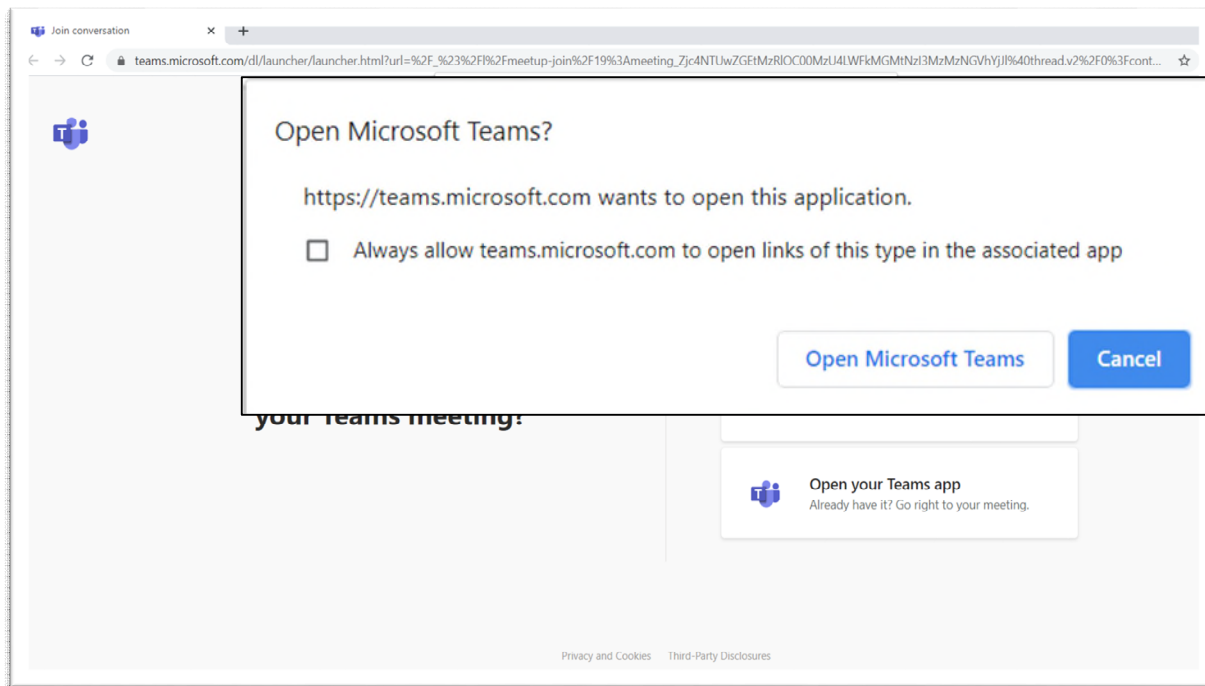 Join conversation
teams.microsoft.com/dl/launcher/launcher.html?url=%2F_%23%2Fl%2Fmeetup-join%2F19%3Ameeting_Zjc4NTUwZGEtMzRlOC00MzU4LWFkMGMtNzI3MzMzNGVhYjJl%40thread.v2%2F0%3Fcont...
Open Microsoft Teams?
https://teams.microsoft.com wants to open this application.
Always allow teams.microsoft.com to open links of this type in the associated app
Open Microsoft Teams Cancel
your Teams meeting?
Open your Teams app
Already have it? Go right to your meeting.
Privacy and Cookies Third-Party Disclosures